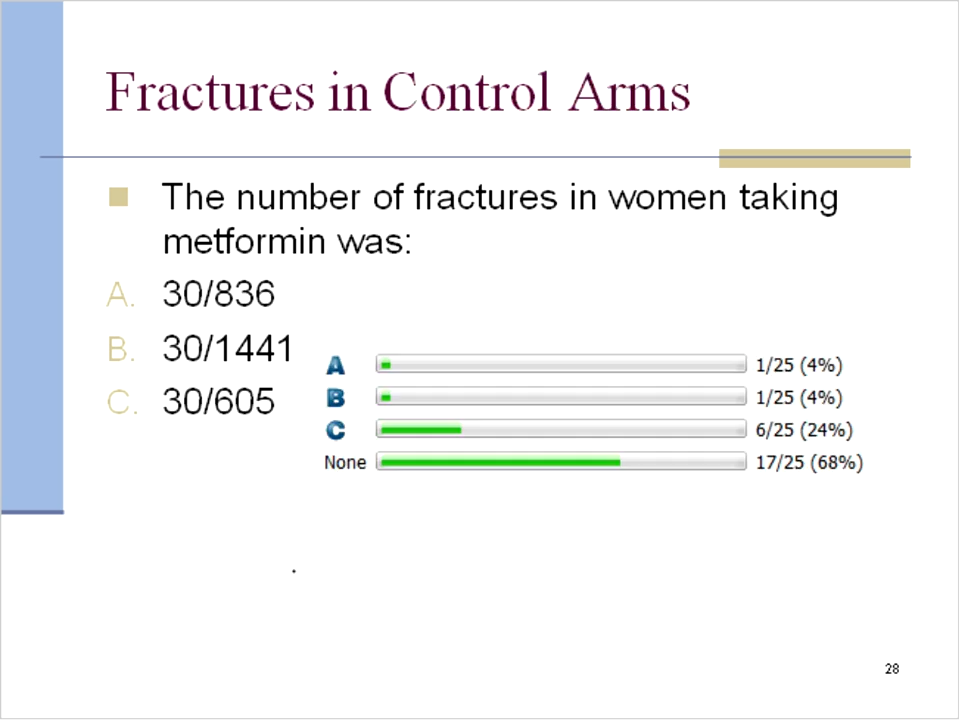 Fractures in Control Arms
The number of fractures in women taking
metformin was:
A. 30/836
B. 30/1441
C. 30/605
A 1/25 (4%)
B 1/25 (4%)
C 6/25 (24%)
None 17/25 (68%)
.
28